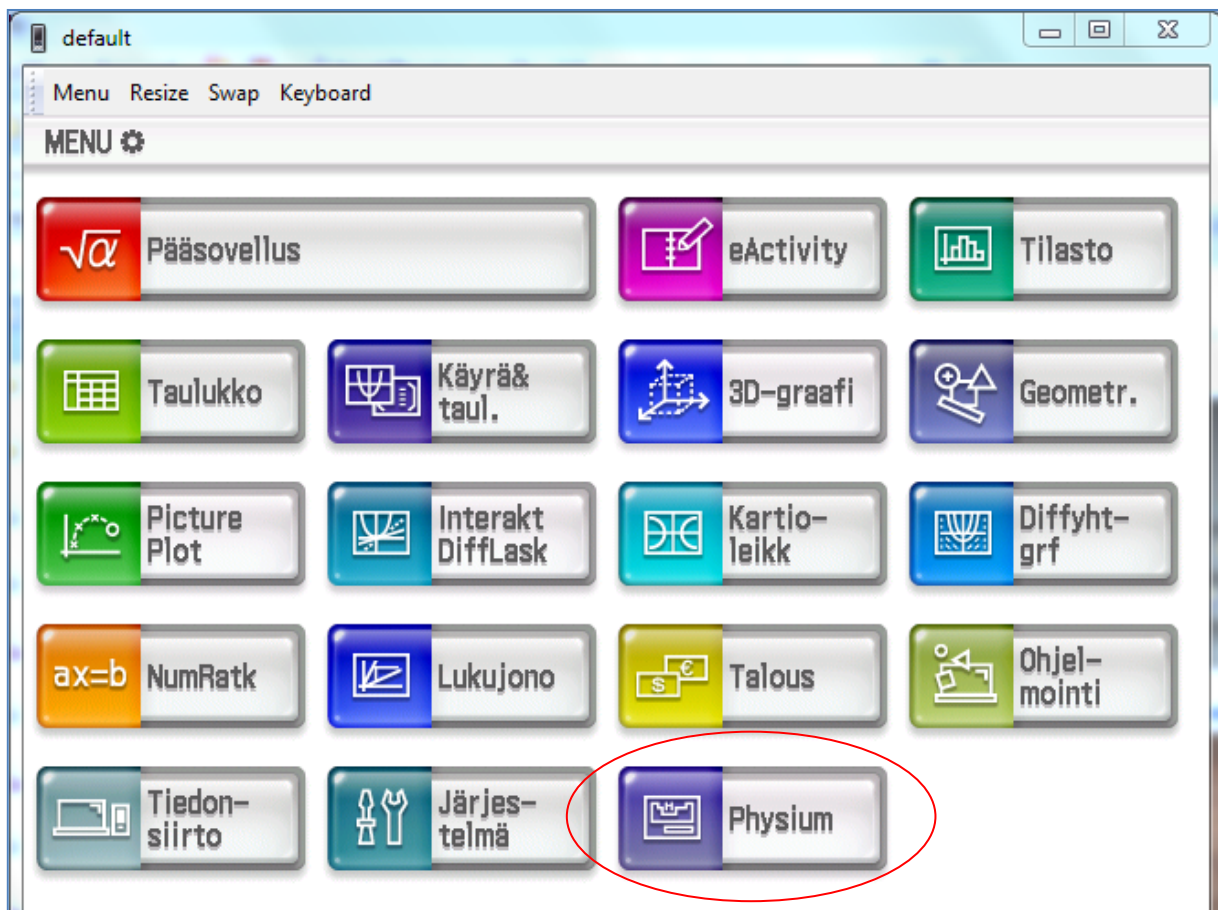 default
Menu Resize Swap Keyboard
MENU
√α Pääsovellus
eActivity
Tilasto
Taulukko
Käyrä&
taul.
3D-graafi
Geometr.
Picture
Plot
Interakt
DiffLask
Kartio-
leikk
Diffyht-
grf
ax=b NumRatk
Lukujono
$ € Talous
Ohjel-
mointi
Tiedon-
siirto
Järjes-
telmä
Physium